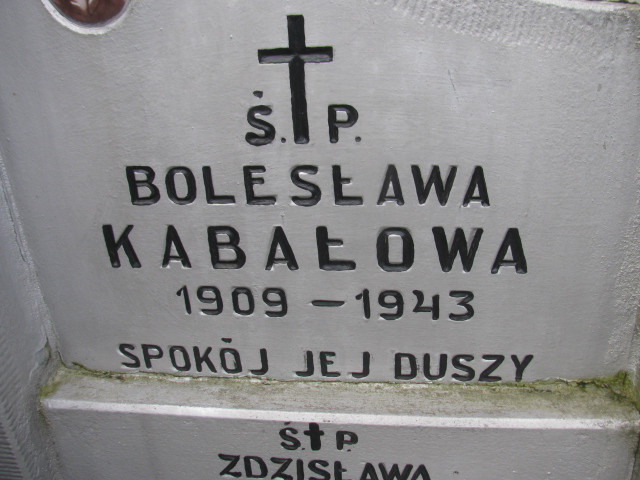 Ś.P.
BOLESŁAWA
KABAŁOWA
1909 - 1943
SPOKÓJ JEJ DUSZY
Ś.P.
ZDZISŁAWA